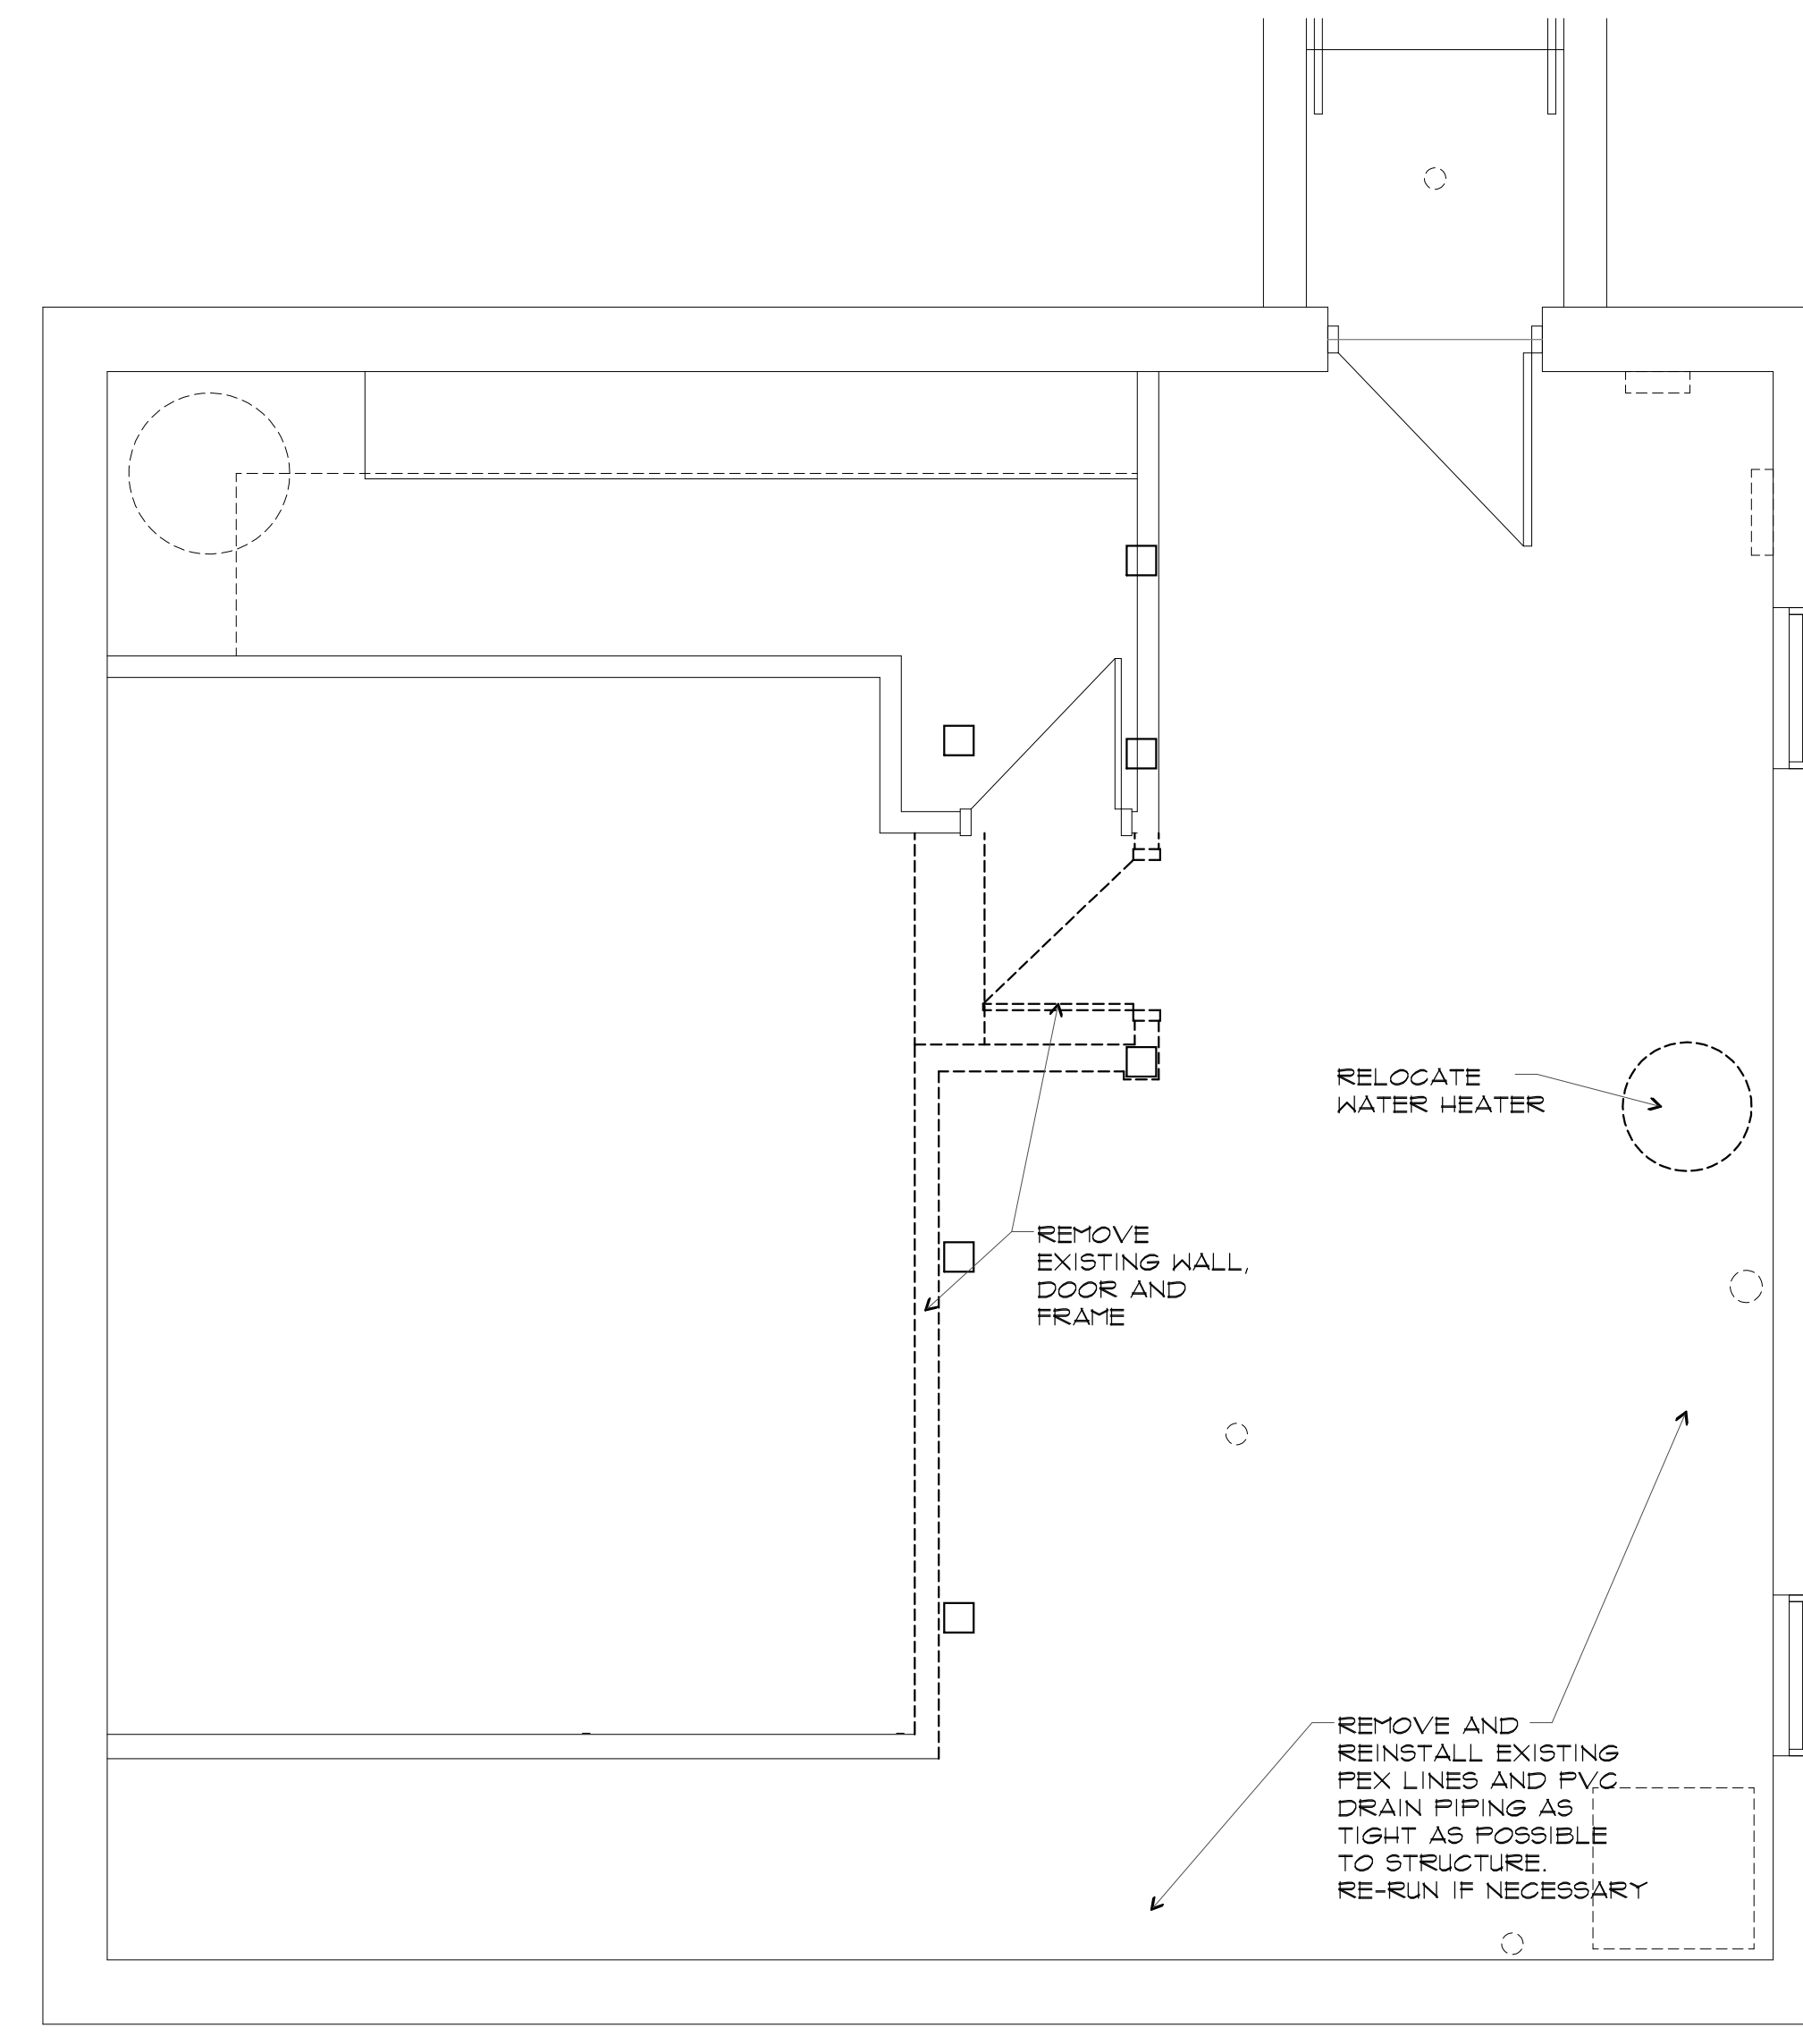 RELOCATE
WATER HEATER
REMOVE
EXISTING WALL,
DOOR AND
FRAME
REMOVE AND
REINSTALL EXISTING
PEX LINES AND PVC
DRAIN PIPING AS
TIGHT AS POSSIBLE
TO STRUCTURE.
RE-RUN IF NECESSARY